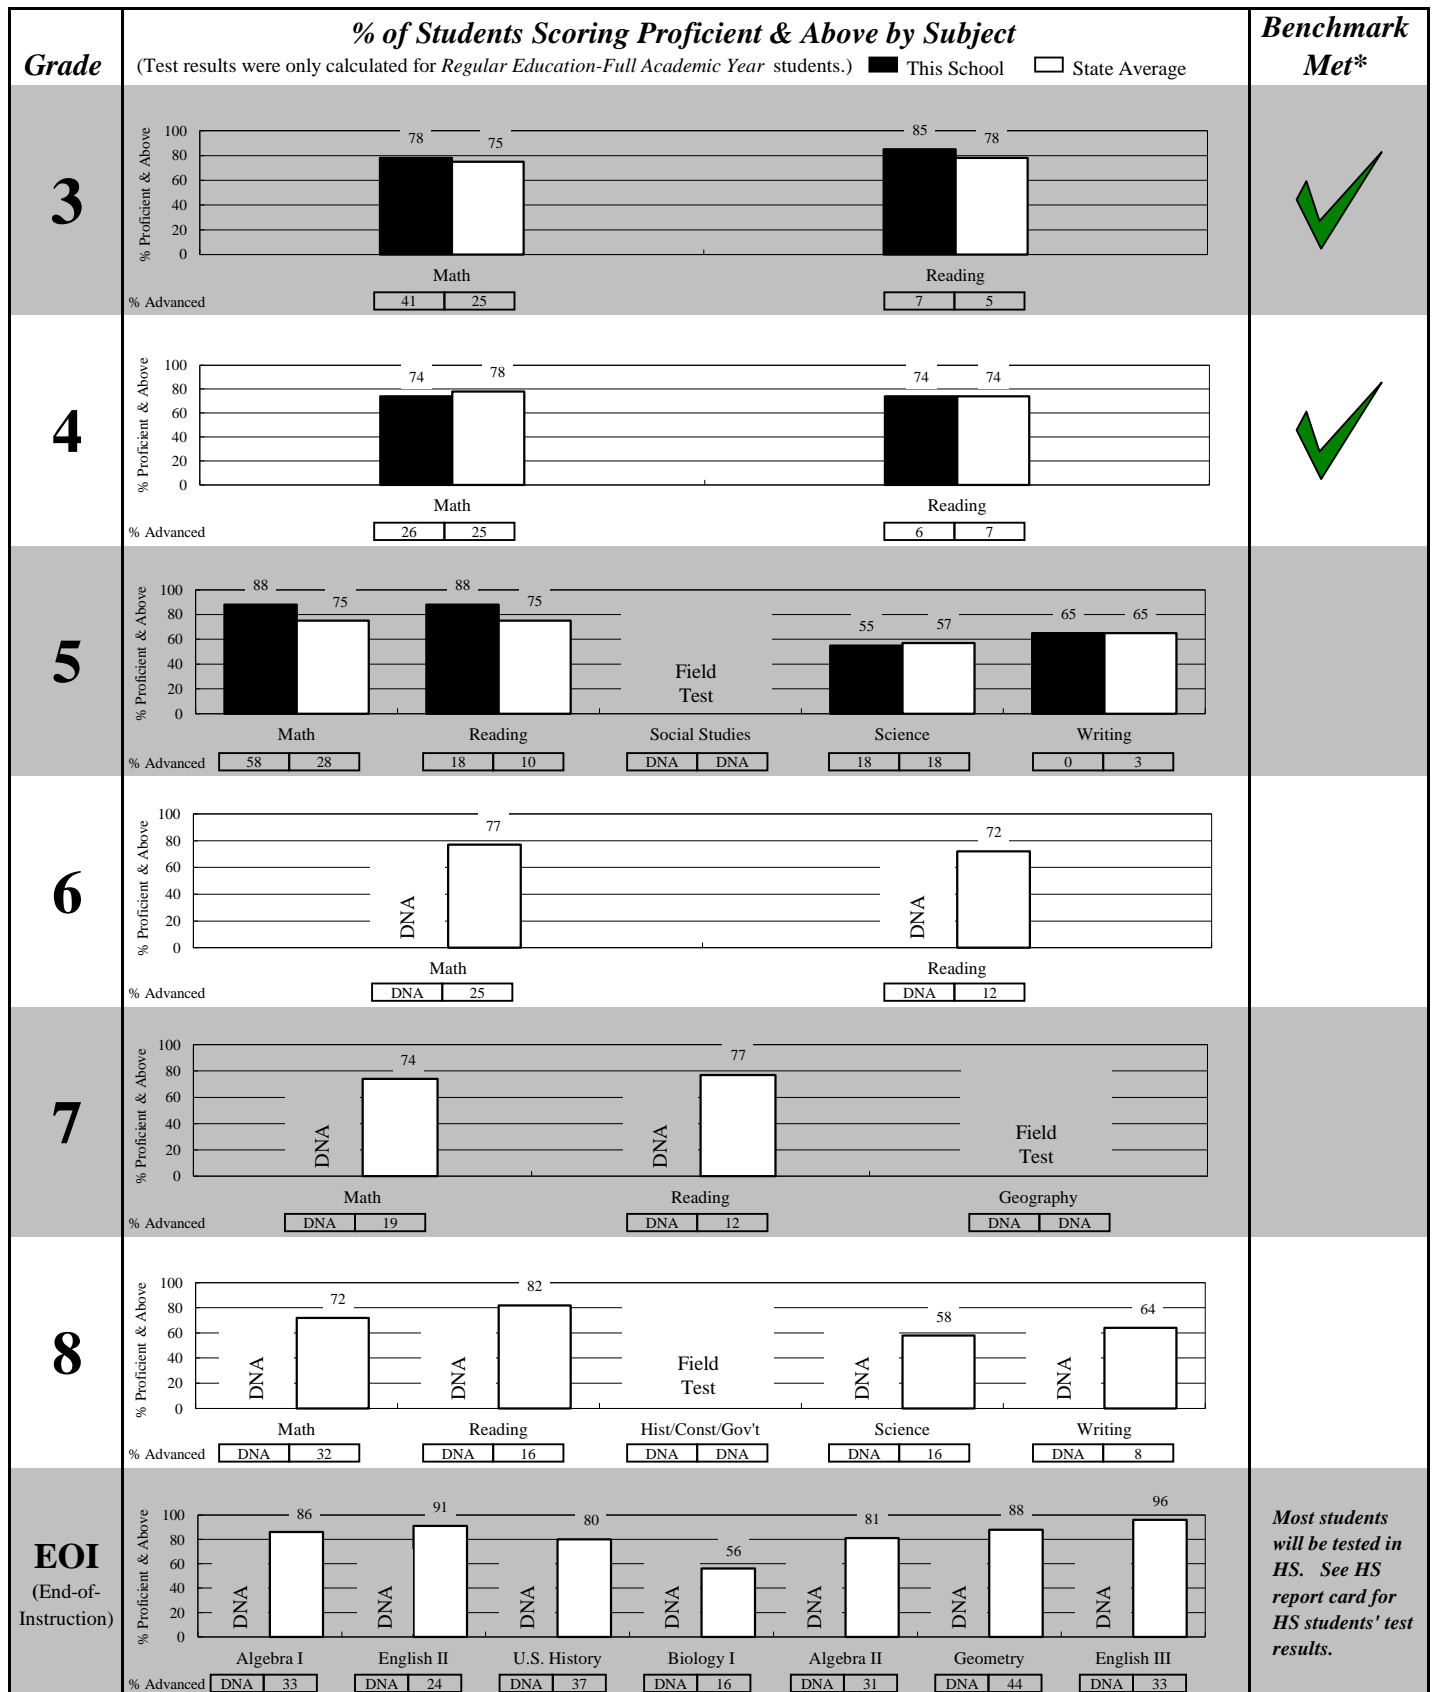 Grade
% of Students Scoring Proficient & Above by Subject
(Test results were only calculated for Regular Education-Full Academic Year students.) This School State Average
Benchmark
Met*
3
% Proficient & Above
100
80
60
40
20
0
78 75
85 78
Math Reading
% Advanced 41 25 7 5
4
% Proficient & Above
100
80
60
40
20
0
74 78
74 74
Math Reading
% Advanced 26 25 6 7
5
% Proficient & Above
100
80
60
40
20
0
88 75
88 75
Field
Test
55 57
65 65
Math Reading Social Studies Science Writing
% Advanced 58 28 18 10 DNA DNA 18 18 0 3
6
% Proficient & Above
100
80
60
40
20
0
DNA 77
DNA 72
Math Reading
% Advanced DNA 25 DNA 12
7
% Proficient & Above
100
80
60
40
20
0
DNA 74
DNA 77
Field
Test
Math Reading Geography
% Advanced DNA 19 DNA 12 DNA DNA
8
% Proficient & Above
100
80
60
40
20
0
DNA 72
DNA 82
Field
Test
DNA 58
DNA 64
Math Reading Hist/Const/Gov't Science Writing
% Advanced DNA 32 DNA 16 DNA DNA DNA 16 DNA 8
EOI
(End-of-
Instruction)
% Proficient & Above
100
80
60
40
20
0
DNA 86
DNA 91
DNA 80
DNA 56
DNA 81
DNA 88
DNA 96
Algebra I English II U.S. History Biology I Algebra II Geometry English III
% Advanced DNA 33 DNA 24 DNA 37 DNA 16 DNA 31 DNA 44 DNA 33
Most students
will be tested in
HS. See HS
report card for
HS students' test
results.